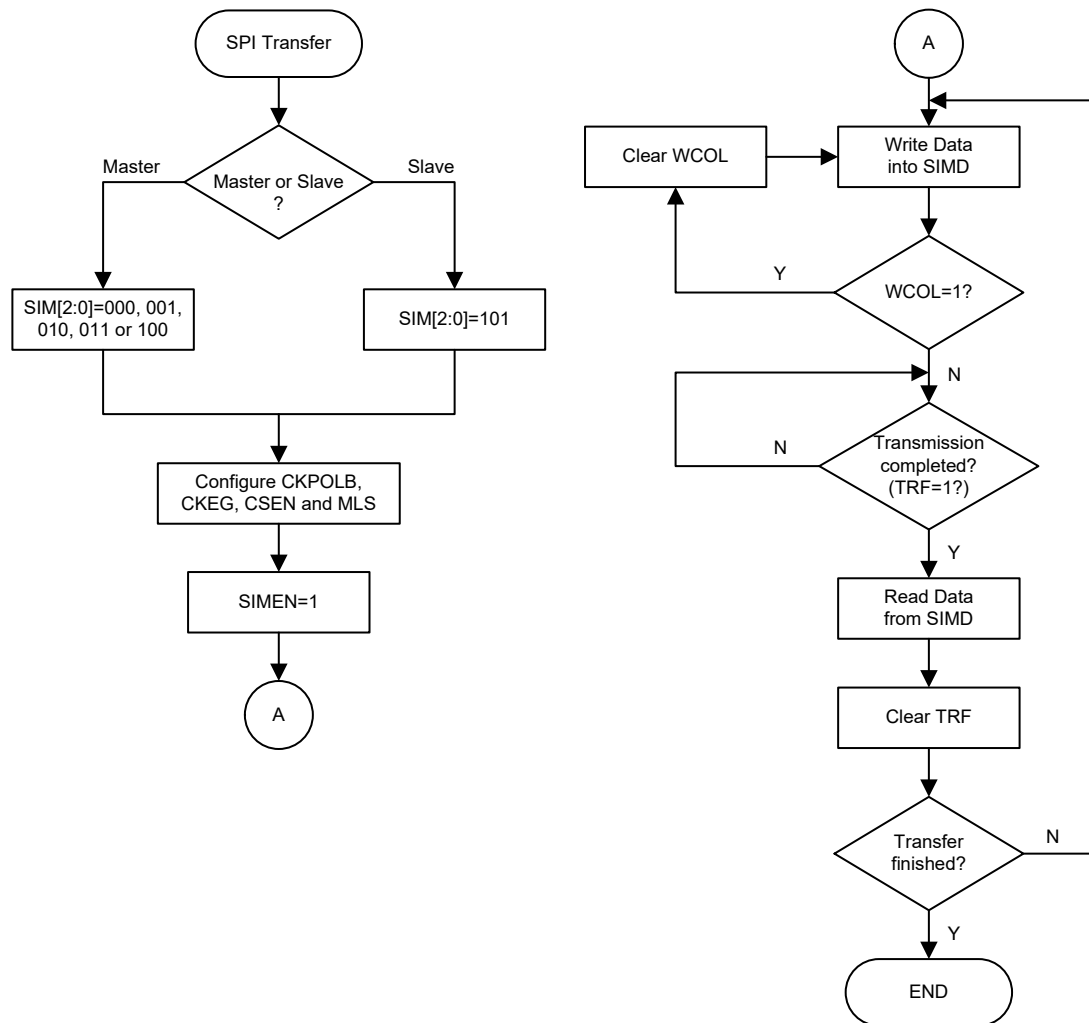 SPI Transfer
Master
Slave
Master or Slave
?
SIM[2:0]=000, 001,
010, 011 or 100
SIM[2:0]=101
Configure CKPOLB,
CKEG, CSEN and MLS
SIMEN=1
A
A
Clear WCOL
Write Data
into SIMD
Y
WCOL=1?
N
N
Transmission
completed?
(TRF=1?)
Y
Read Data
from SIMD
Clear TRF
Transfer
finished?
N
Y
END